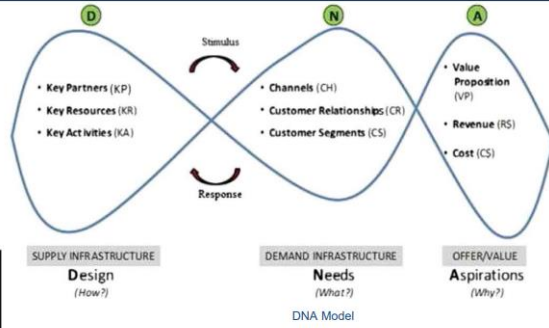 D
N
A
Stimulus
• Key Partners (KP)
• Key Resources (KR)
• Key Activities (KA)
• Channels (CH)
• Customer Relationships (CR)
• Customer Segments (CS)
• Value
Proposition
(VP)
• Revenue (R$)
• Cost (C$)
Response
SUPPLY INFRASTRUCTURE
Design
(How?)
DEMAND INFRASTRUCTURE
Needs
(What?)
OFFER/VALUE
Aspirations
(Why?)
DNA Model